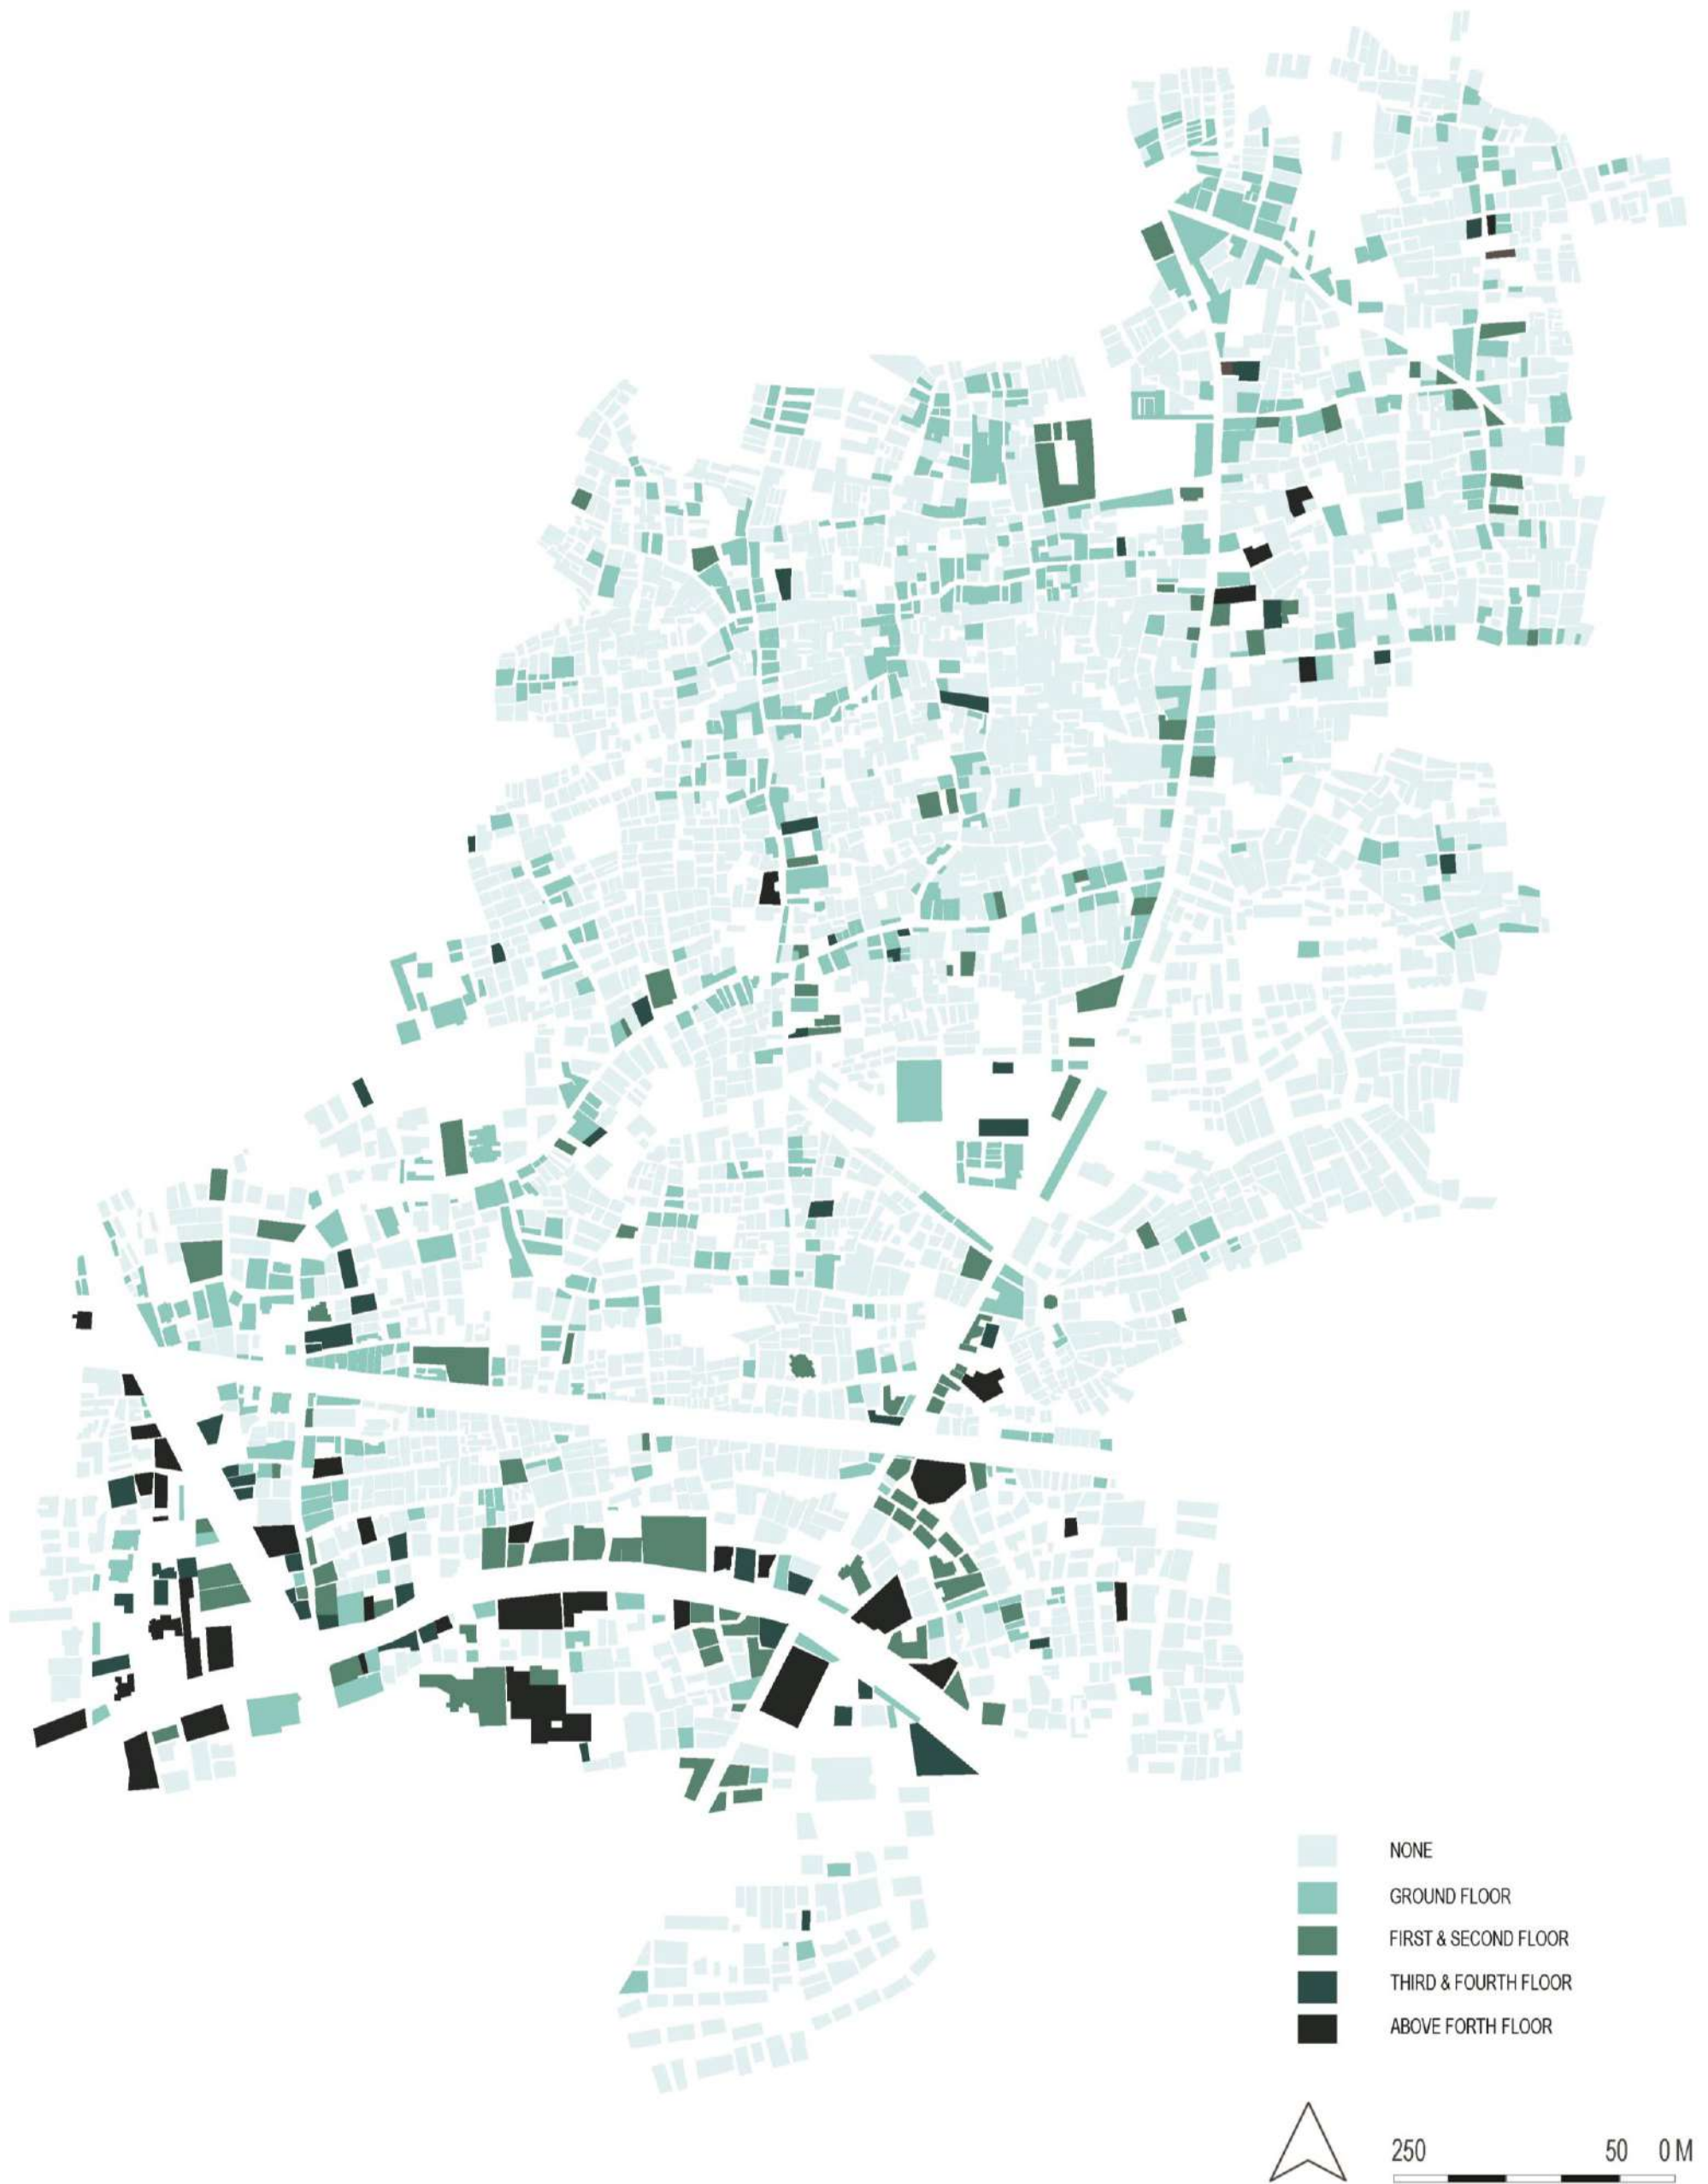 NONE
GROUND FLOOR
FIRST & SECOND FLOOR
THIRD & FOURTH FLOOR
ABOVE FORTH FLOOR
250 50 0 M